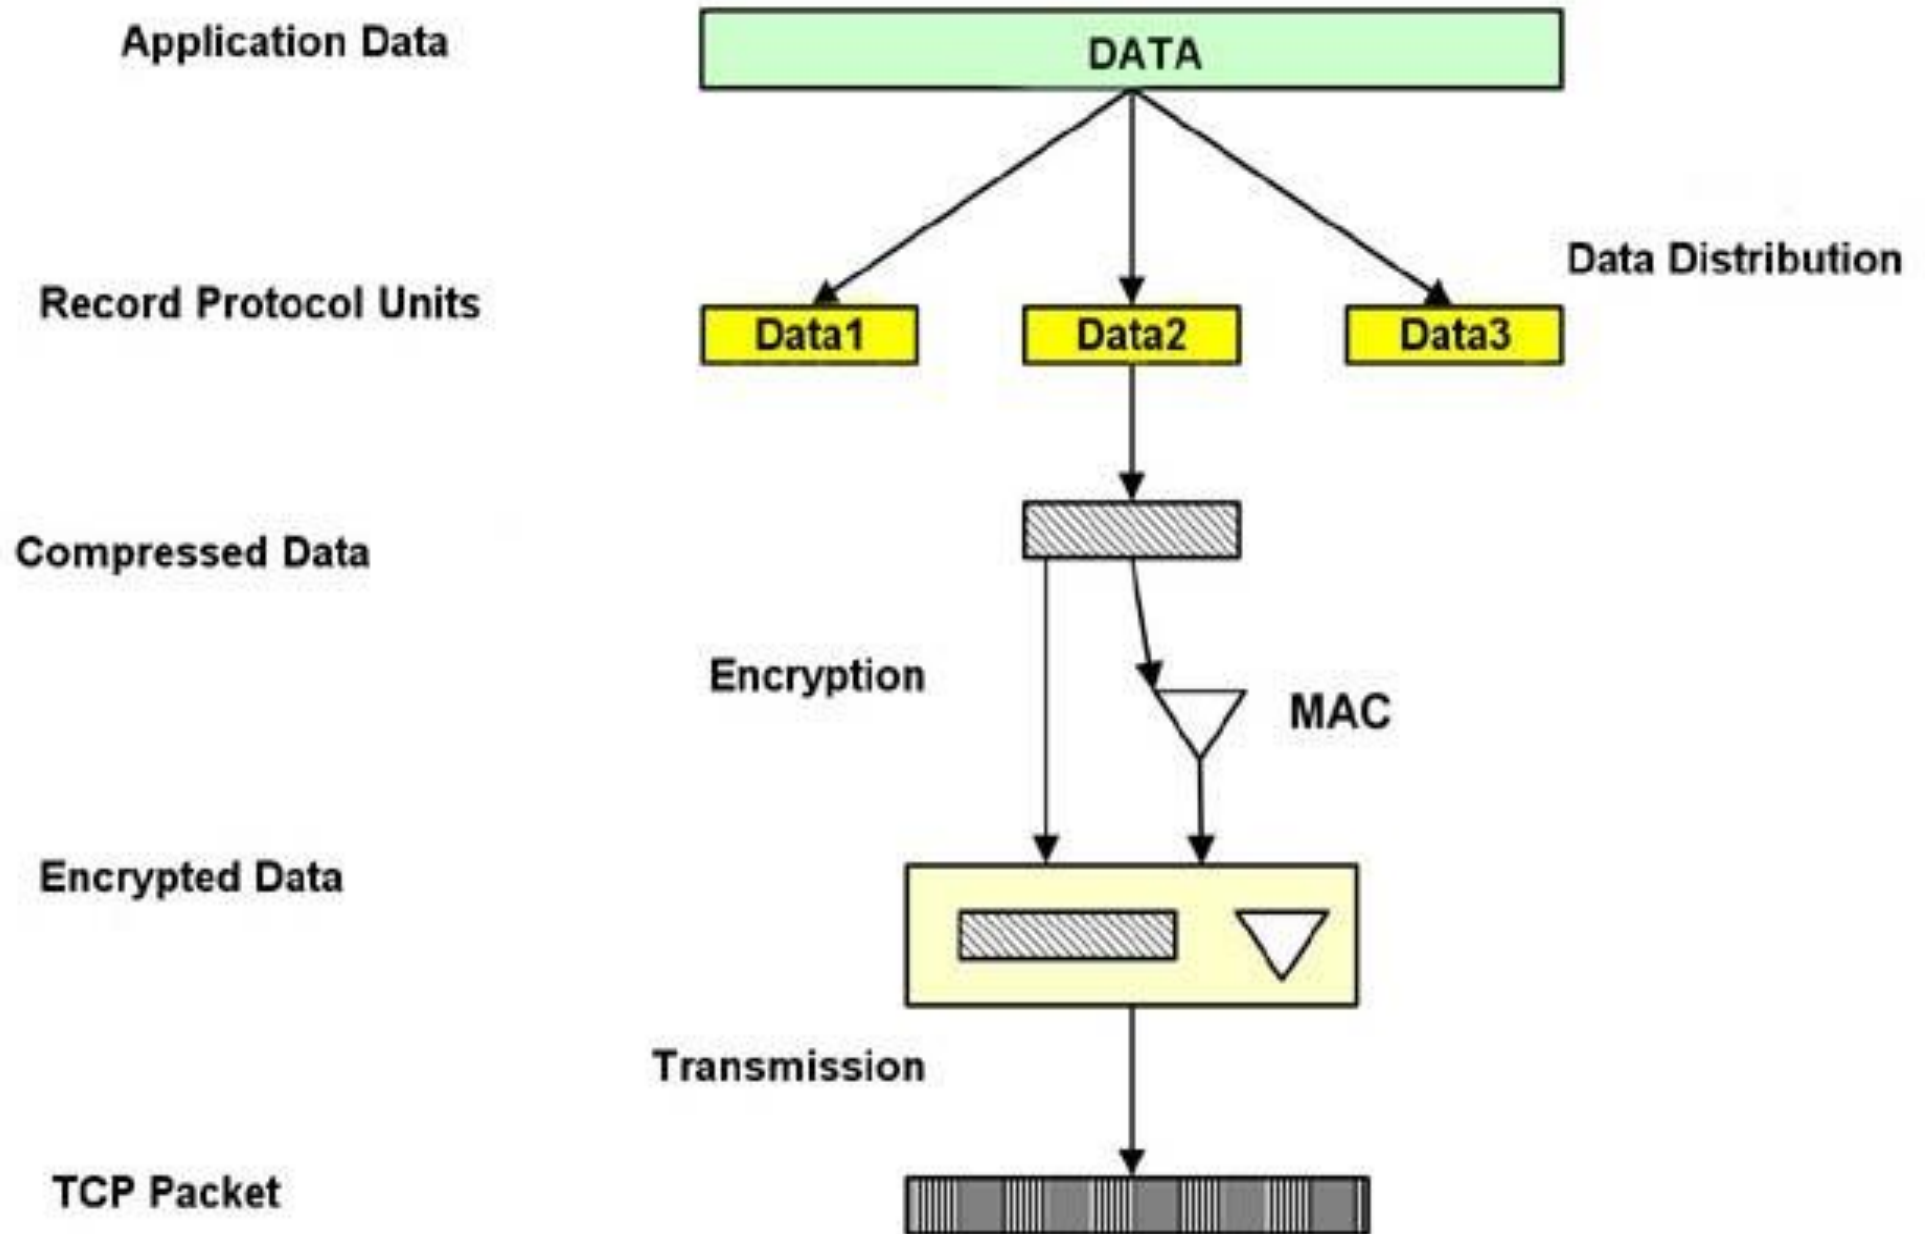 Application Data
DATA
Data Distribution
Record Protocol Units
Data1
Data2
Data3
Compressed Data
Encryption
MAC
Encrypted Data
Transmission
TCP Packet